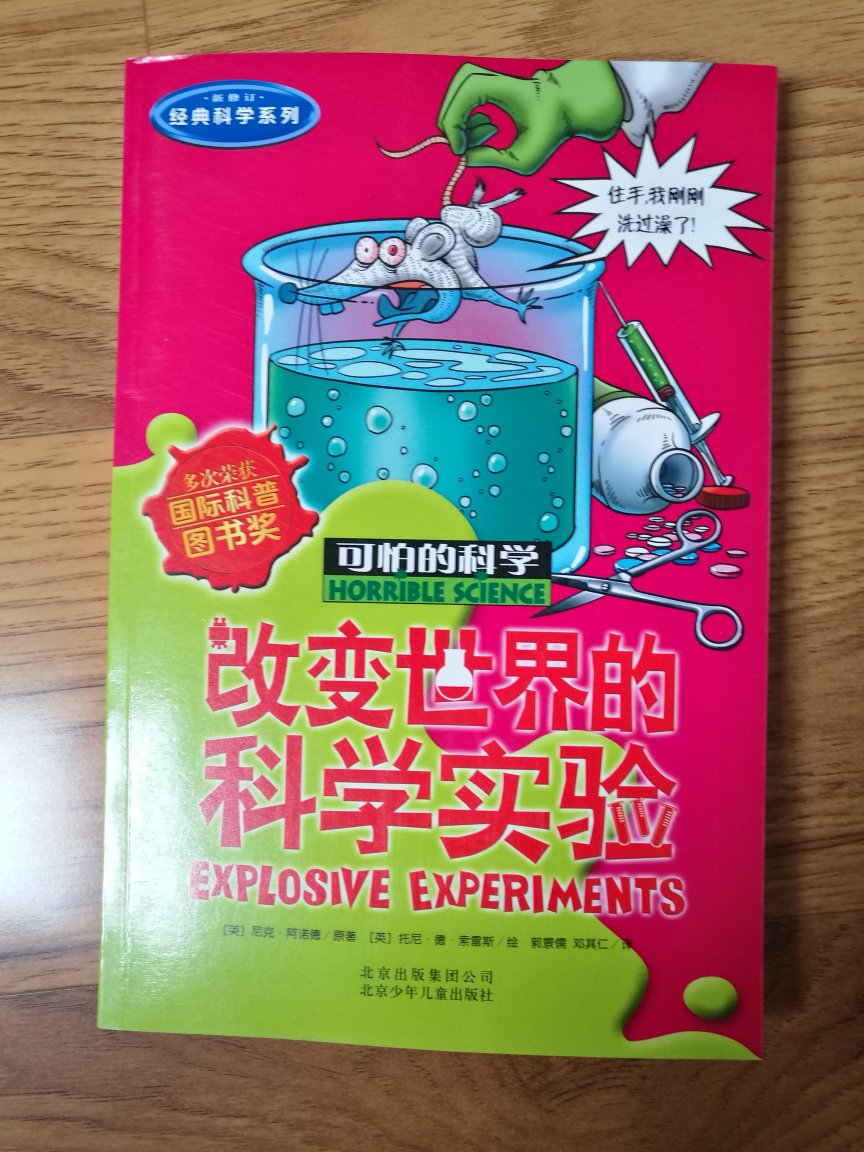 ·新修订·
经典科学系列
住手,我刚刚
洗过澡了!
多次荣获
国际科普
图书奖
可怕的科学
HORRIBLE SCIENCE
改变世界的
科学实验
EXPLOSIVE EXPERIMENTS
[英] 尼克·阿诺德/原著 [英] 托尼·德·索雷斯/绘 郭景儒 邓其仁/译
北京出版集团公司
北京少年儿童出版社